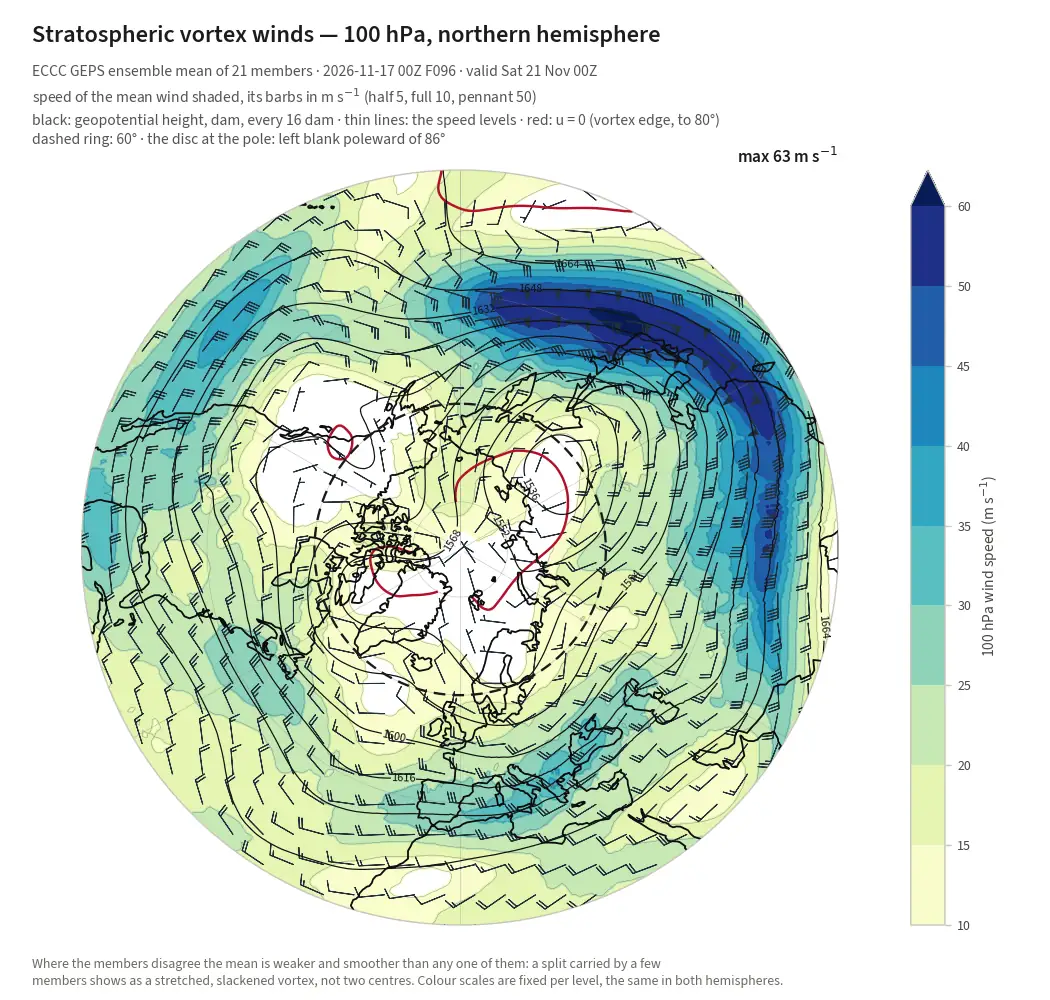 Stratospheric vortex winds — 100 hPa, northern hemisphere
ECCC GEPS ensemble mean of 21 members · 2026-11-17 00Z F096 · valid Sat 21 Nov 00Z
speed of the mean wind shaded, its barbs in m s⁻¹ (half 5, full 10, pennant 50)
black: geopotential height, dam, every 16 dam · thin lines: the speed levels · red: u = 0 (vortex edge, to 80°)
dashed ring: 60° · the disc at the pole: left blank poleward of 86°
max 63 m s⁻¹
60
50
45
40
35
30
25
20
15
10
100 hPa wind speed (m s⁻¹)
1664
1648
1632
1536
1552
1568
1664
1600
1616
Where the members disagree the mean is weaker and smoother than any one of them: a split carried by a few
members shows as a stretched, slackened vortex, not two centres. Colour scales are fixed per level, the same in both hemispheres.